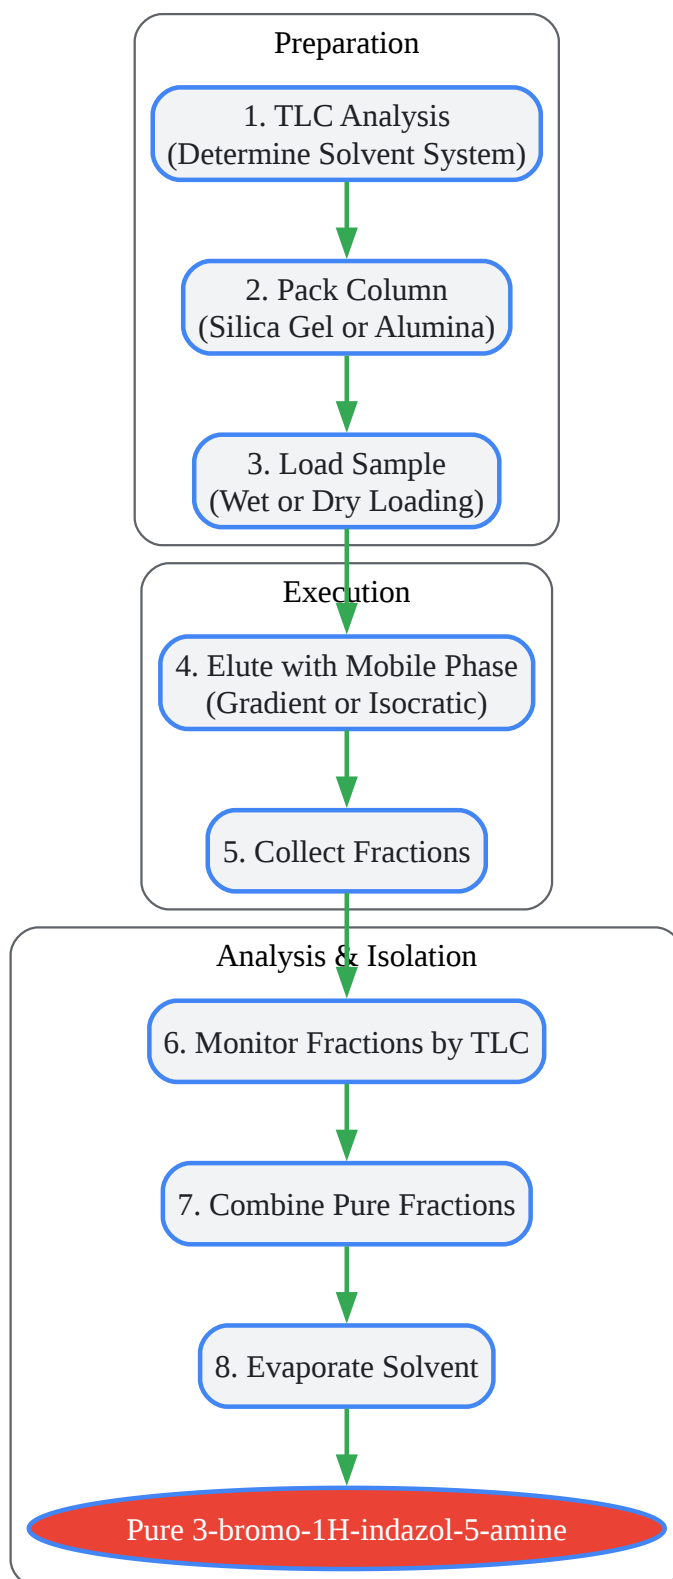 Preparation
1. TLC Analysis
(Determine Solvent System)
2. Pack Column
(Silica Gel or Alumina)
3. Load Sample
(Wet or Dry Loading)
Execution
4. Elute with Mobile Phase
(Gradient or Isocratic)
5. Collect Fractions
Analysis & Isolation
6. Monitor Fractions by TLC
7. Combine Pure Fractions
8. Evaporate Solvent
Pure 3-bromo-1H-indazol-5-amine